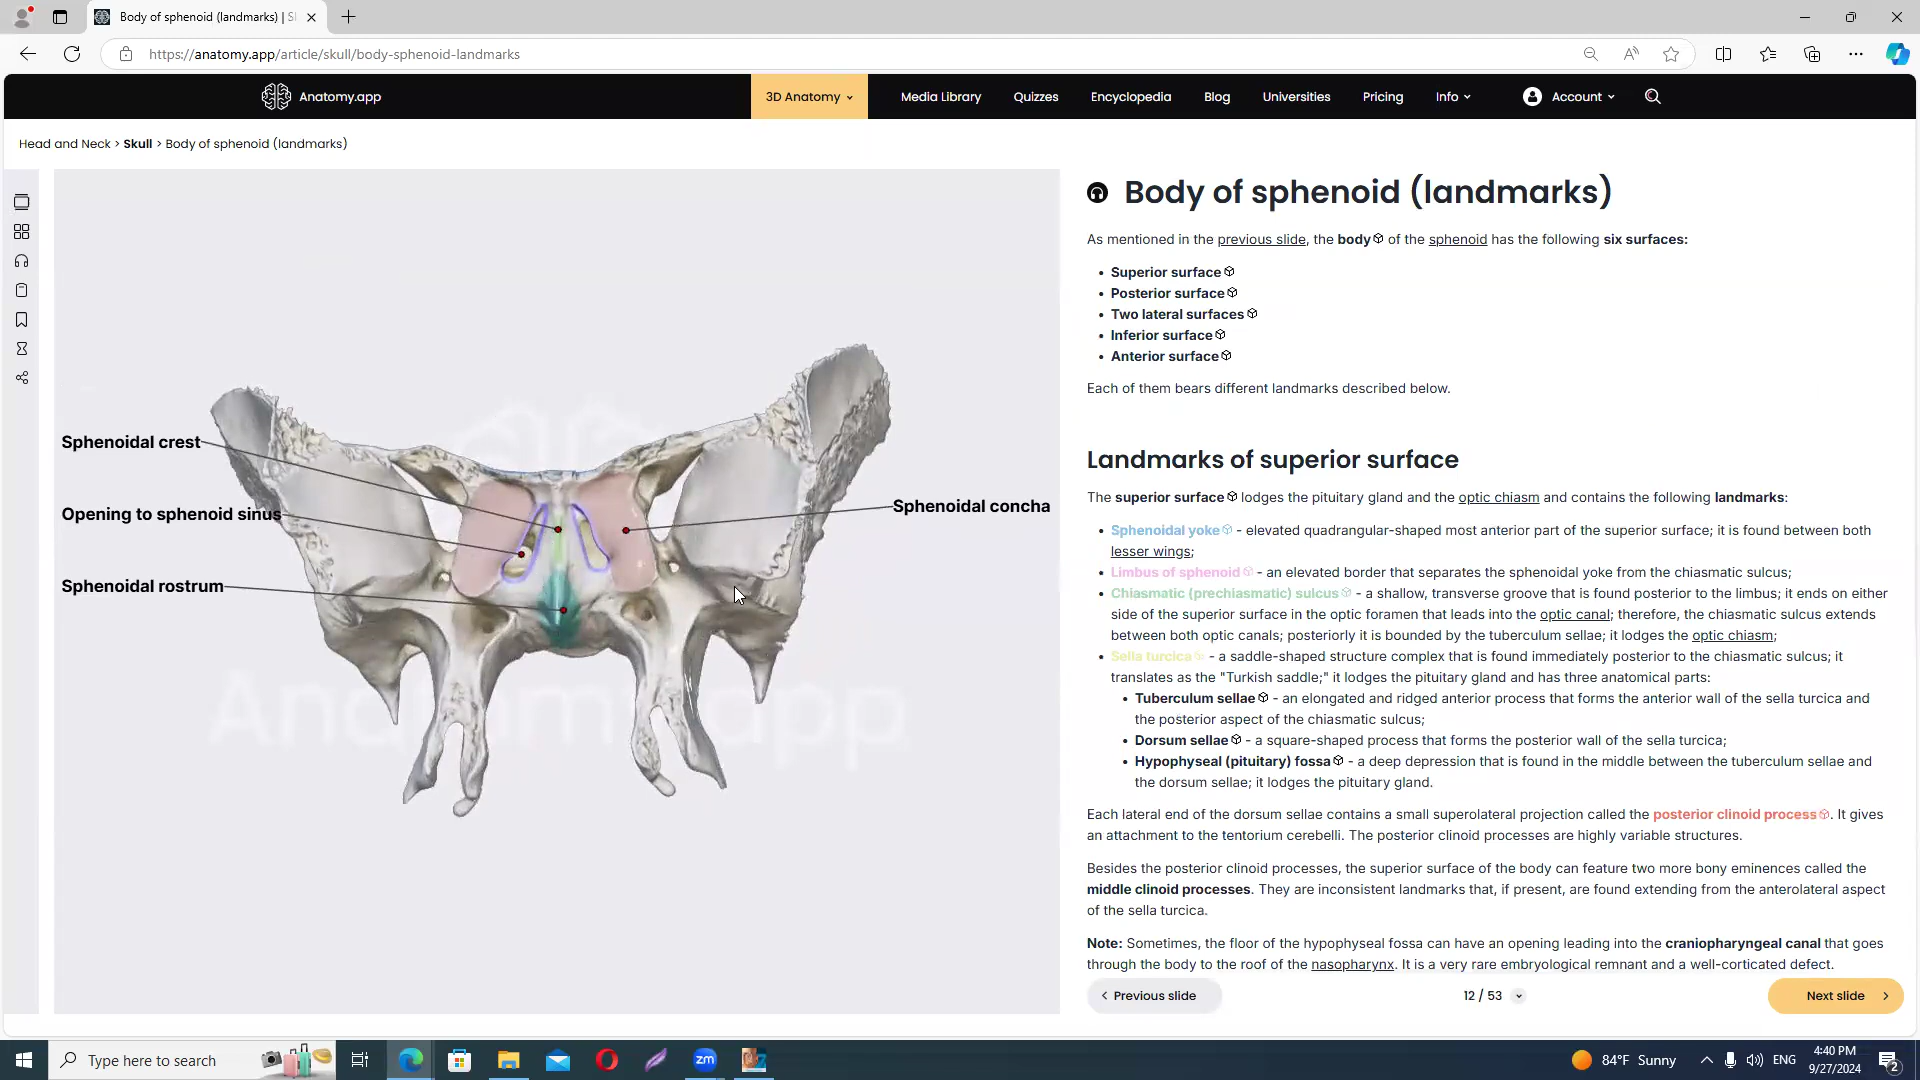 Body of sphenoid (landmarks) | S
https://anatomy.app/article/skull/body-sphenoid-landmarks
Anatomy.app
3D Anatomy
Media Library
Quizzes
Encyclopedia
Blog
Universities
Pricing
Info
Account
Head and Neck > Skull > Body of sphenoid (landmarks)
Sphenoidal crest
Opening to sphenoid sinus
Sphenoidal rostrum
Sphenoidal concha
Anatomy.app
Body of sphenoid (landmarks)
As mentioned in the previous slide, the body of the sphenoid has the following six surfaces:
• Superior surface
• Posterior surface
• Two lateral surfaces
• Inferior surface
• Anterior surface
Each of them bears different landmarks described below.
Landmarks of superior surface
The superior surface lodges the pituitary gland and the optic chiasm and contains the following landmarks:
• Sphenoidal yoke - elevated quadrangular-shaped most anterior part of the superior surface; it is found between both
lesser wings;
• Limbus of sphenoid - an elevated border that separates the sphenoidal yoke from the chiasmatic sulcus;
• Chiasmatic (prechiasmatic) sulcus - a shallow, transverse groove that is found posterior to the limbus; it ends on either
side of the superior surface in the optic foramen that leads into the optic canal; therefore, the chiasmatic sulcus extends
between both optic canals; posteriorly it is bounded by the tuberculum sellae; it lodges the optic chiasm;
• Sella turcica - a saddle-shaped structure complex that is found immediately posterior to the chiasmatic sulcus; it
translates as the "Turkish saddle;" it lodges the pituitary gland and has three anatomical parts:
• Tuberculum sellae - an elongated and ridged anterior process that forms the anterior wall of the sella turcica and
the posterior aspect of the chiasmatic sulcus;
• Dorsum sellae - a square-shaped process that forms the posterior wall of the sella turcica;
• Hypophyseal (pituitary) fossa - a deep depression that is found in the middle between the tuberculum sellae and
the dorsum sellae; it lodges the pituitary gland.
Each lateral end of the dorsum sellae contains a small superolateral projection called the posterior clinoid process. It gives
an attachment to the tentorium cerebelli. The posterior clinoid processes are highly variable structures.
Besides the posterior clinoid processes, the superior surface of the body can feature two more bony eminences called the
middle clinoid processes. They are inconsistent landmarks that, if present, are found extending from the anterolateral aspect
of the sella turcica.
Note: Sometimes, the floor of the hypophyseal fossa can have an opening leading into the craniopharyngeal canal that goes
through the body to the roof of the nasopharynx. It is a very rare embryological remnant and a well-corticated defect.
Previous slide
12 / 53
Next slide
Type here to search
zm
84°F Sunny
ENG
4:40 PM
9/27/2024
2